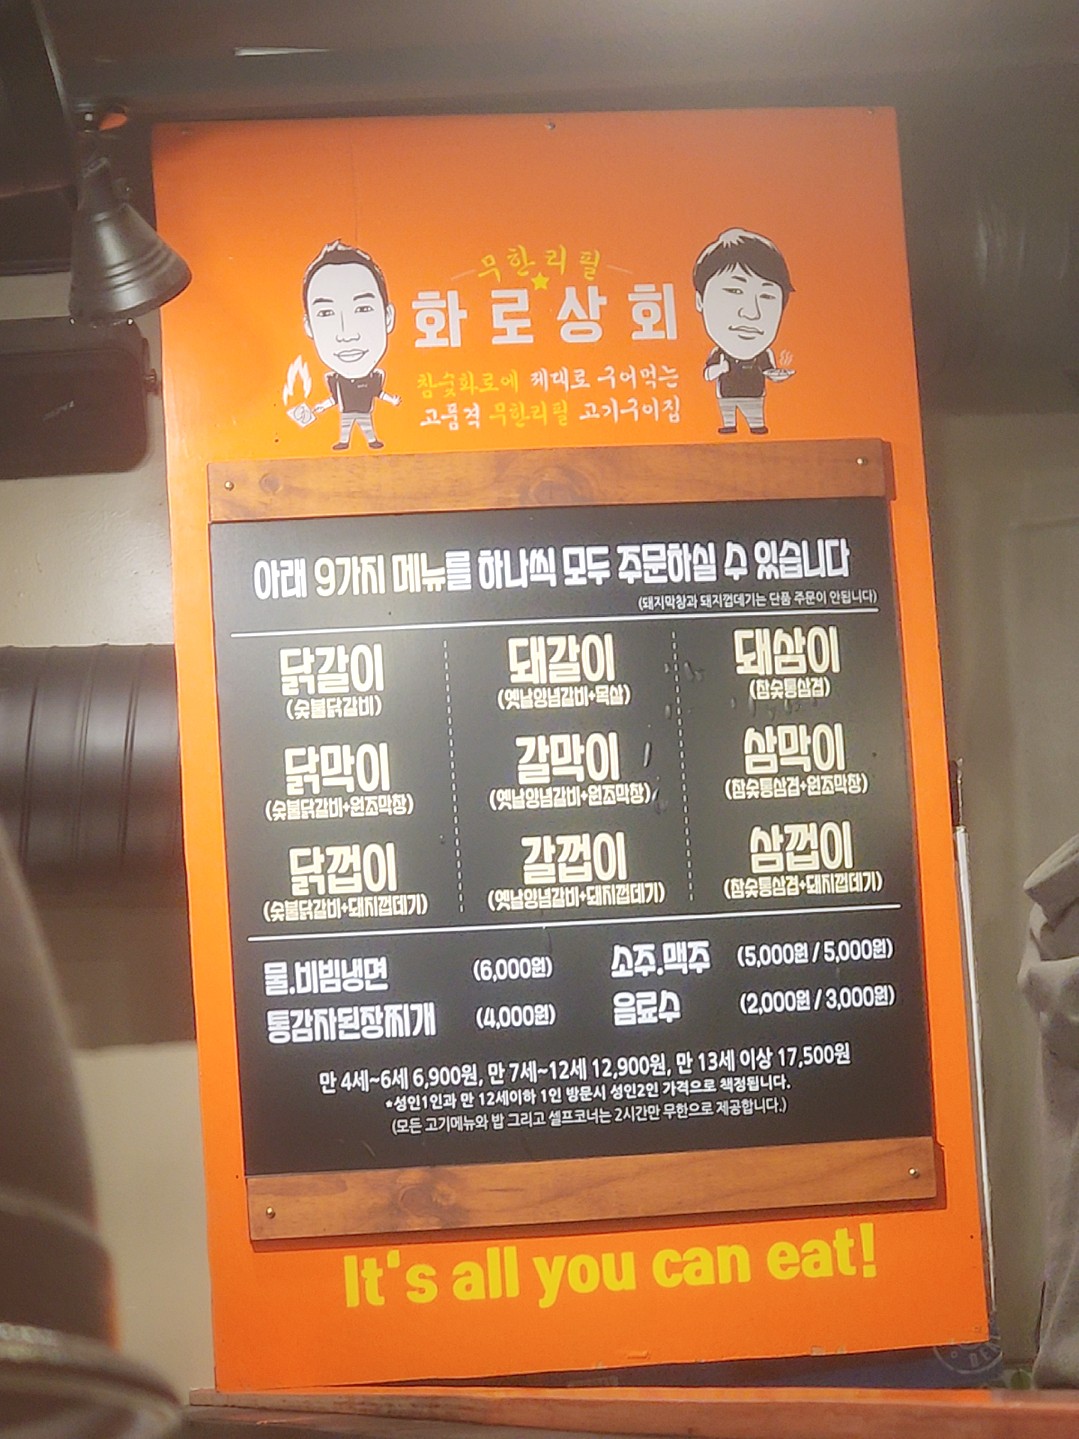 무한리필
화로상회
참숯화로에 제대로 구어먹는
고품격 무한리필 고기구이집
아래 9가지 메뉴를 하나씩 모두 주문하실 수 있습니다
(돼지막창과 돼지껍데기는 단품 주문이 안됩니다)
닭갈이 돼갈이 돼삼이
(숯불닭갈비) (옛날양념갈비+목살) (참숯통삼겹)
닭막이 갈막이 삼막이
(숯불닭갈비+원조막창) (옛날양념갈비+원조막창) (참숯통삼겹+원조막창)
닭껍이 갈껍이 삼껍이
(숯불닭갈비+돼지껍데기) (옛날양념갈비+돼지껍데기) (참숯통삼겹+돼지껍데기)
물.비빔냉면 (6,000원) 소주.맥주 (5,000원 / 5,000원)
통감자된장찌개 (4,000원) 음료수 (2,000원 / 3,000원)
만 4세~6세 6,900원, 만 7세~12세 12,900원, 만 13세 이상 17,500원
*성인1인과 만 12세이하 1인 방문시 성인2인 가격으로 책정됩니다.
(모든 고기메뉴와 밥 그리고 셀프코너는 2시간만 무한으로 제공합니다.)
It's all you can eat!